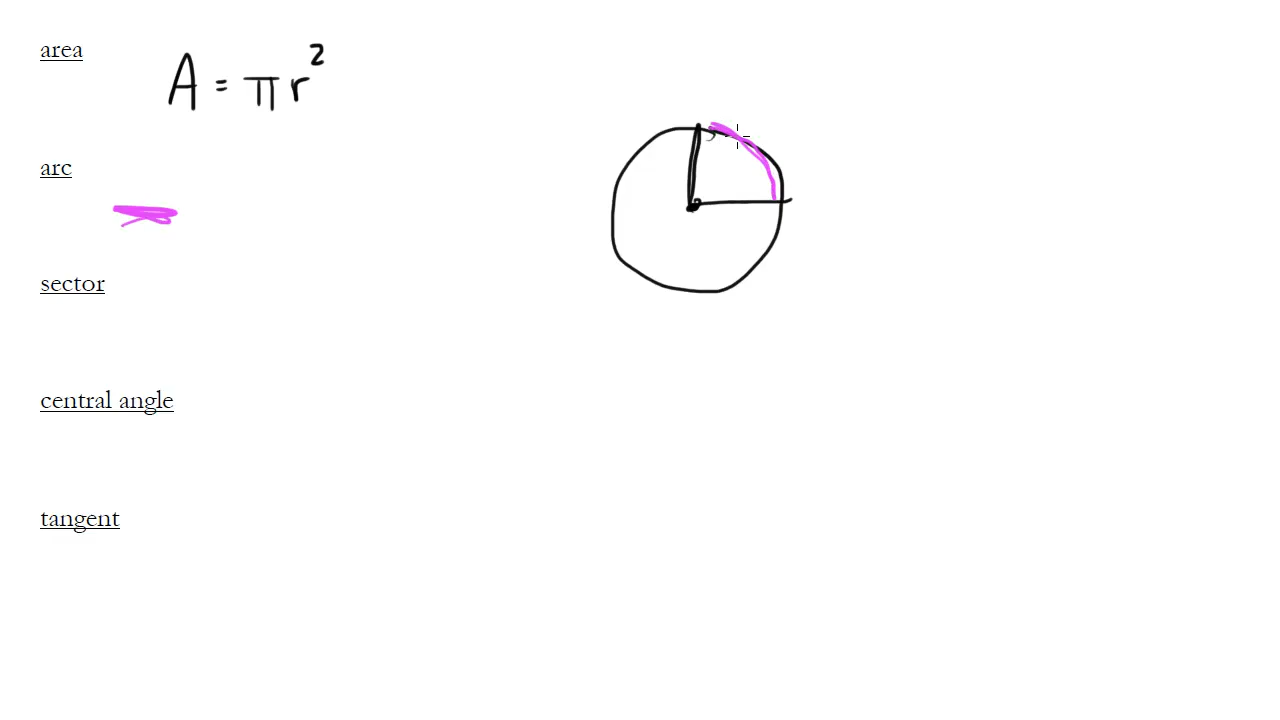 area
A = πr²
arc
sector
central angle
tangent